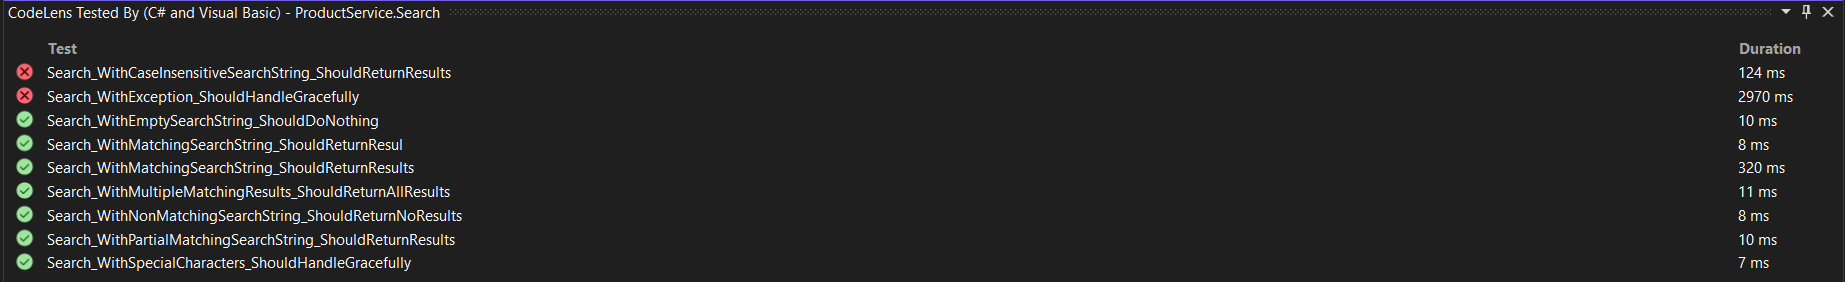 CodeLens Tested By (C# and Visual Basic) - ProductService.Search
Test Duration
Search_WithCaseInsensitiveSearchString_ShouldReturnResults 124 ms
Search_WithException_ShouldHandleGracefully 2970 ms
Search_WithEmptySearchString_ShouldDoNothing 10 ms
Search_WithMatchingSearchString_ShouldReturnResul 8 ms
Search_WithMatchingSearchString_ShouldReturnResults 320 ms
Search_WithMultipleMatchingResults_ShouldReturnAllResults 11 ms
Search_WithNonMatchingSearchString_ShouldReturnNoResults 8 ms
Search_WithPartialMatchingSearchString_ShouldReturnResults 10 ms
Search_WithSpecialCharacters_ShouldHandleGracefully 7 ms